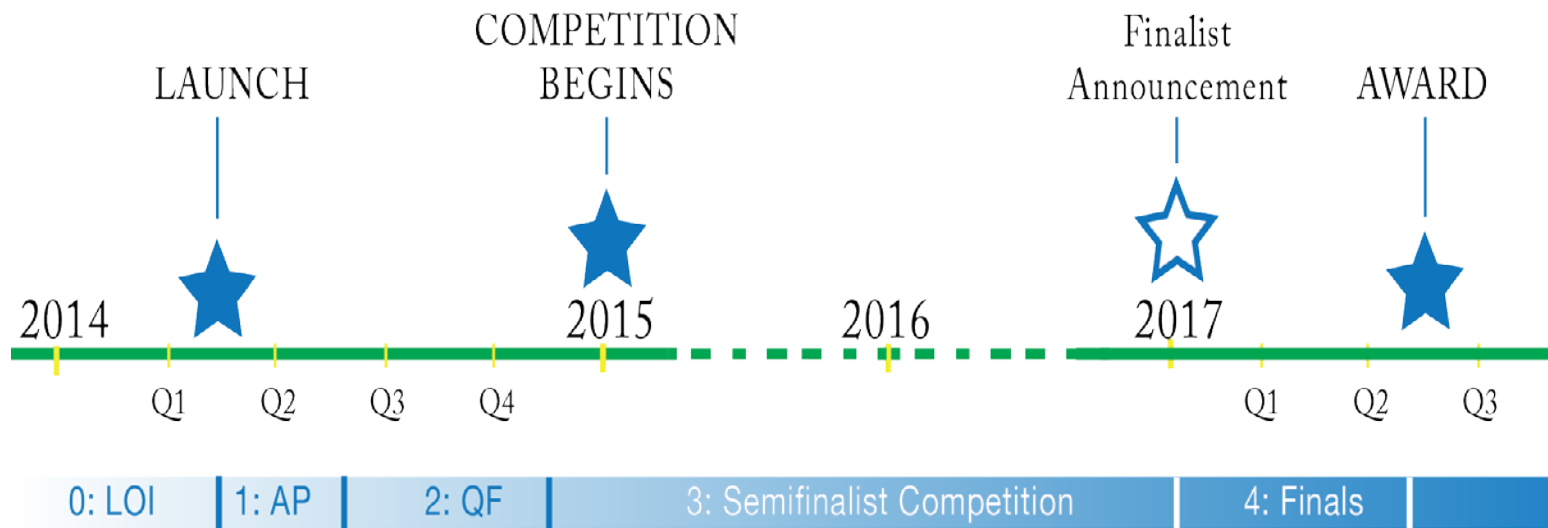 COMPETITION
BEGINS
Finalist
Announcement
LAUNCH
AWARD
2014
2015
2016
2017
Q1
Q2
Q3
Q4
Q1
Q2
Q3
0: LOI
1: AP
2: QF
3: Semifinalist Competition
4: Finals